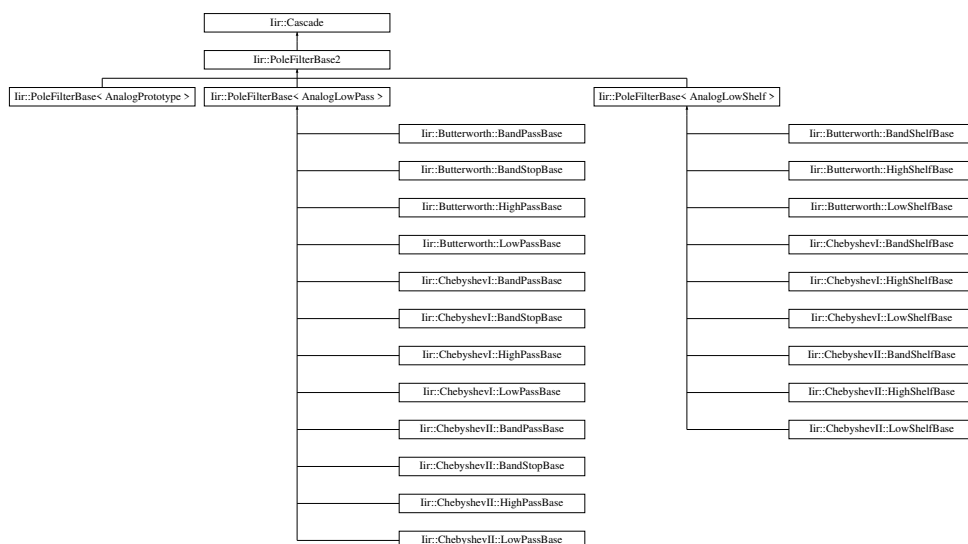 Iir::Cascade
Iir::PoleFilterBase2
Iir::PoleFilterBase< AnalogPrototype >
Iir::PoleFilterBase< AnalogLowPass >
Iir::PoleFilterBase< AnalogLowShelf >
Iir::Butterworth::BandPassBase
Iir::Butterworth::BandStopBase
Iir::Butterworth::HighPassBase
Iir::Butterworth::LowPassBase
Iir::ChebyshevI::BandPassBase
Iir::ChebyshevI::BandStopBase
Iir::ChebyshevI::HighPassBase
Iir::ChebyshevI::LowPassBase
Iir::ChebyshevII::BandPassBase
Iir::ChebyshevII::BandStopBase
Iir::ChebyshevII::HighPassBase
Iir::ChebyshevII::LowPassBase
Iir::Butterworth::BandShelfBase
Iir::Butterworth::HighShelfBase
Iir::Butterworth::LowShelfBase
Iir::ChebyshevI::BandShelfBase
Iir::ChebyshevI::HighShelfBase
Iir::ChebyshevI::LowShelfBase
Iir::ChebyshevII::BandShelfBase
Iir::ChebyshevII::HighShelfBase
Iir::ChebyshevII::LowShelfBase